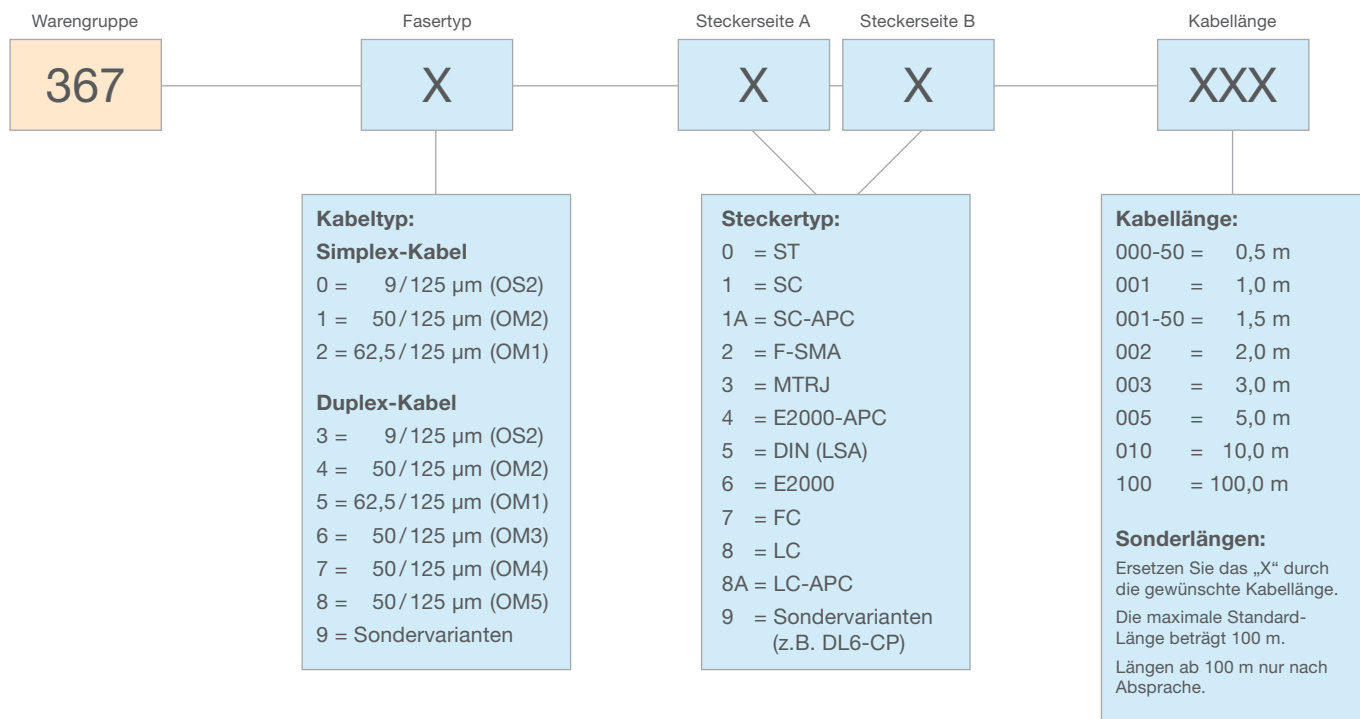 Warengruppe
Fasertyp
Steckerseite A
Steckerseite B
Kabellänge
367
X
X
X
XXX
Kabeltyp:
Simplex-Kabel
0 = 9/125 µm (OS2)
1 = 50/125 µm (OM2)
2 = 62,5/125 µm (OM1)
Duplex-Kabel
3 = 9/125 µm (OS2)
4 = 50/125 µm (OM2)
5 = 62,5/125 µm (OM1)
6 = 50/125 µm (OM3)
7 = 50/125 µm (OM4)
8 = 50/125 µm (OM5)
9 = Sondervarianten
Steckertyp:
0 = ST
1 = SC
1A = SC-APC
2 = F-SMA
3 = MTRJ
4 = E2000-APC
5 = DIN (LSA)
6 = E2000
7 = FC
8 = LC
8A = LC-APC
9 = Sondervarianten
(z.B. DL6-CP)
Kabellänge:
000-50 = 0,5 m
001 = 1,0 m
001-50 = 1,5 m
002 = 2,0 m
003 = 3,0 m
005 = 5,0 m
010 = 10,0 m
100 = 100,0 m
Sonderlängen:
Ersetzen Sie das „X“ durch
die gewünschte Kabellänge.
Die maximale Standard-
Länge beträgt 100 m.
Längen ab 100 m nur nach
Absprache.